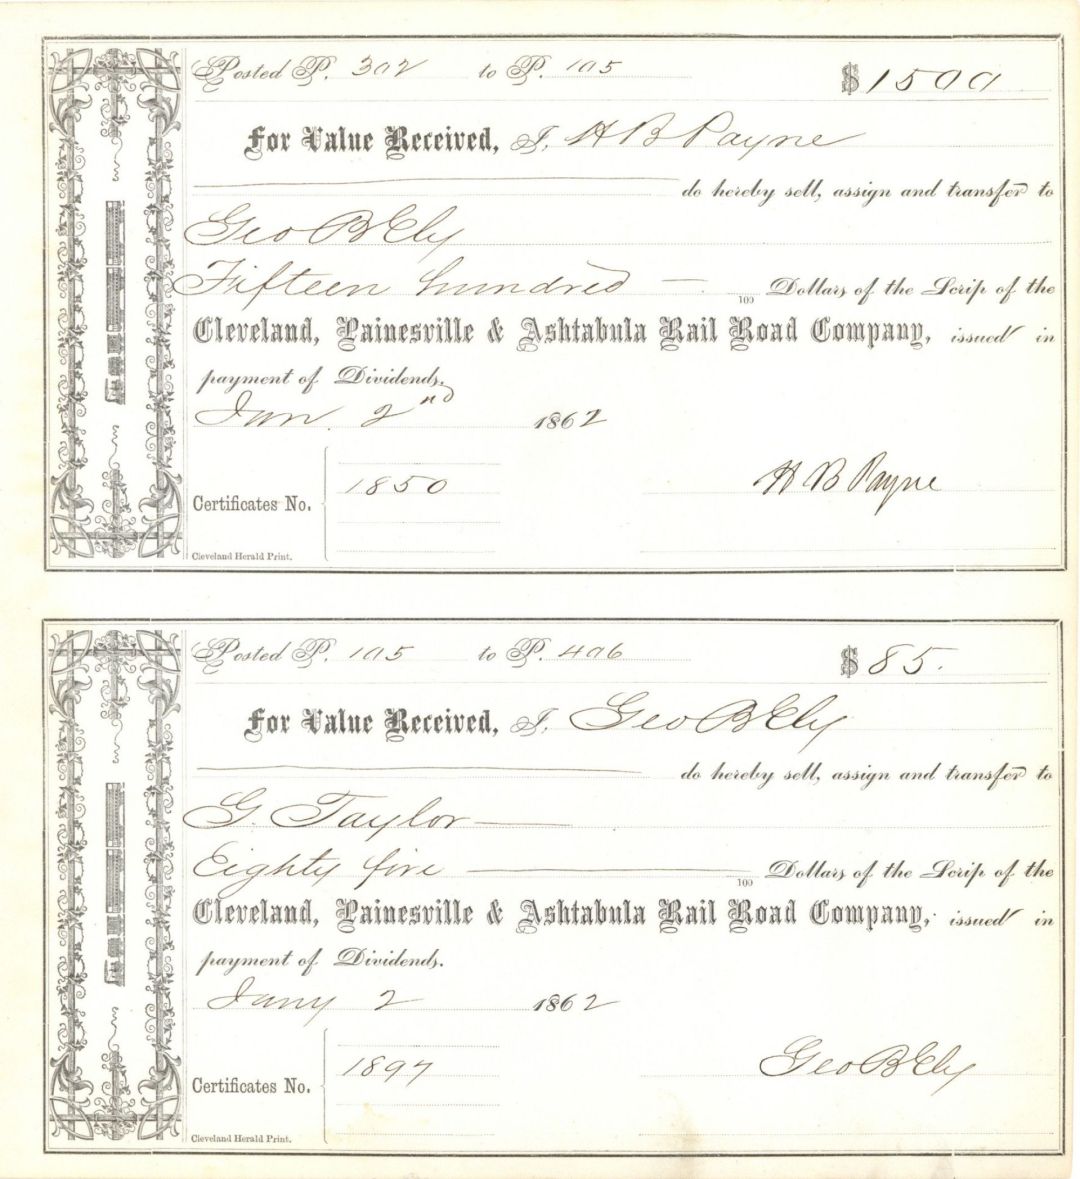 Posted P. 302 to P. 105 $1500
For Value Received, I, H B Payne
do hereby sell, assign and transfer to
Geo B Ely
Fifteen hundred — 100 Dollars of the Scrip of the
Cleveland, Painesville & Ashtabula Rail Road Company, issued in
payment of Dividends.
Jan. 2nd 1862
1850
H B Payne
Certificates No.
Cleveland Herald Print.
Posted P. 105 to P. 406 $85.
For Value Received, I, Geo B Ely
do hereby sell, assign and transfer to
G. Taylor —
Eighty five — 100 Dollars of the Scrip of the
Cleveland, Painesville & Ashtabula Rail Road Company, issued in
payment of Dividends.
Jany 2 1862
1897
Geo B Ely
Certificates No.
Cleveland Herald Print.